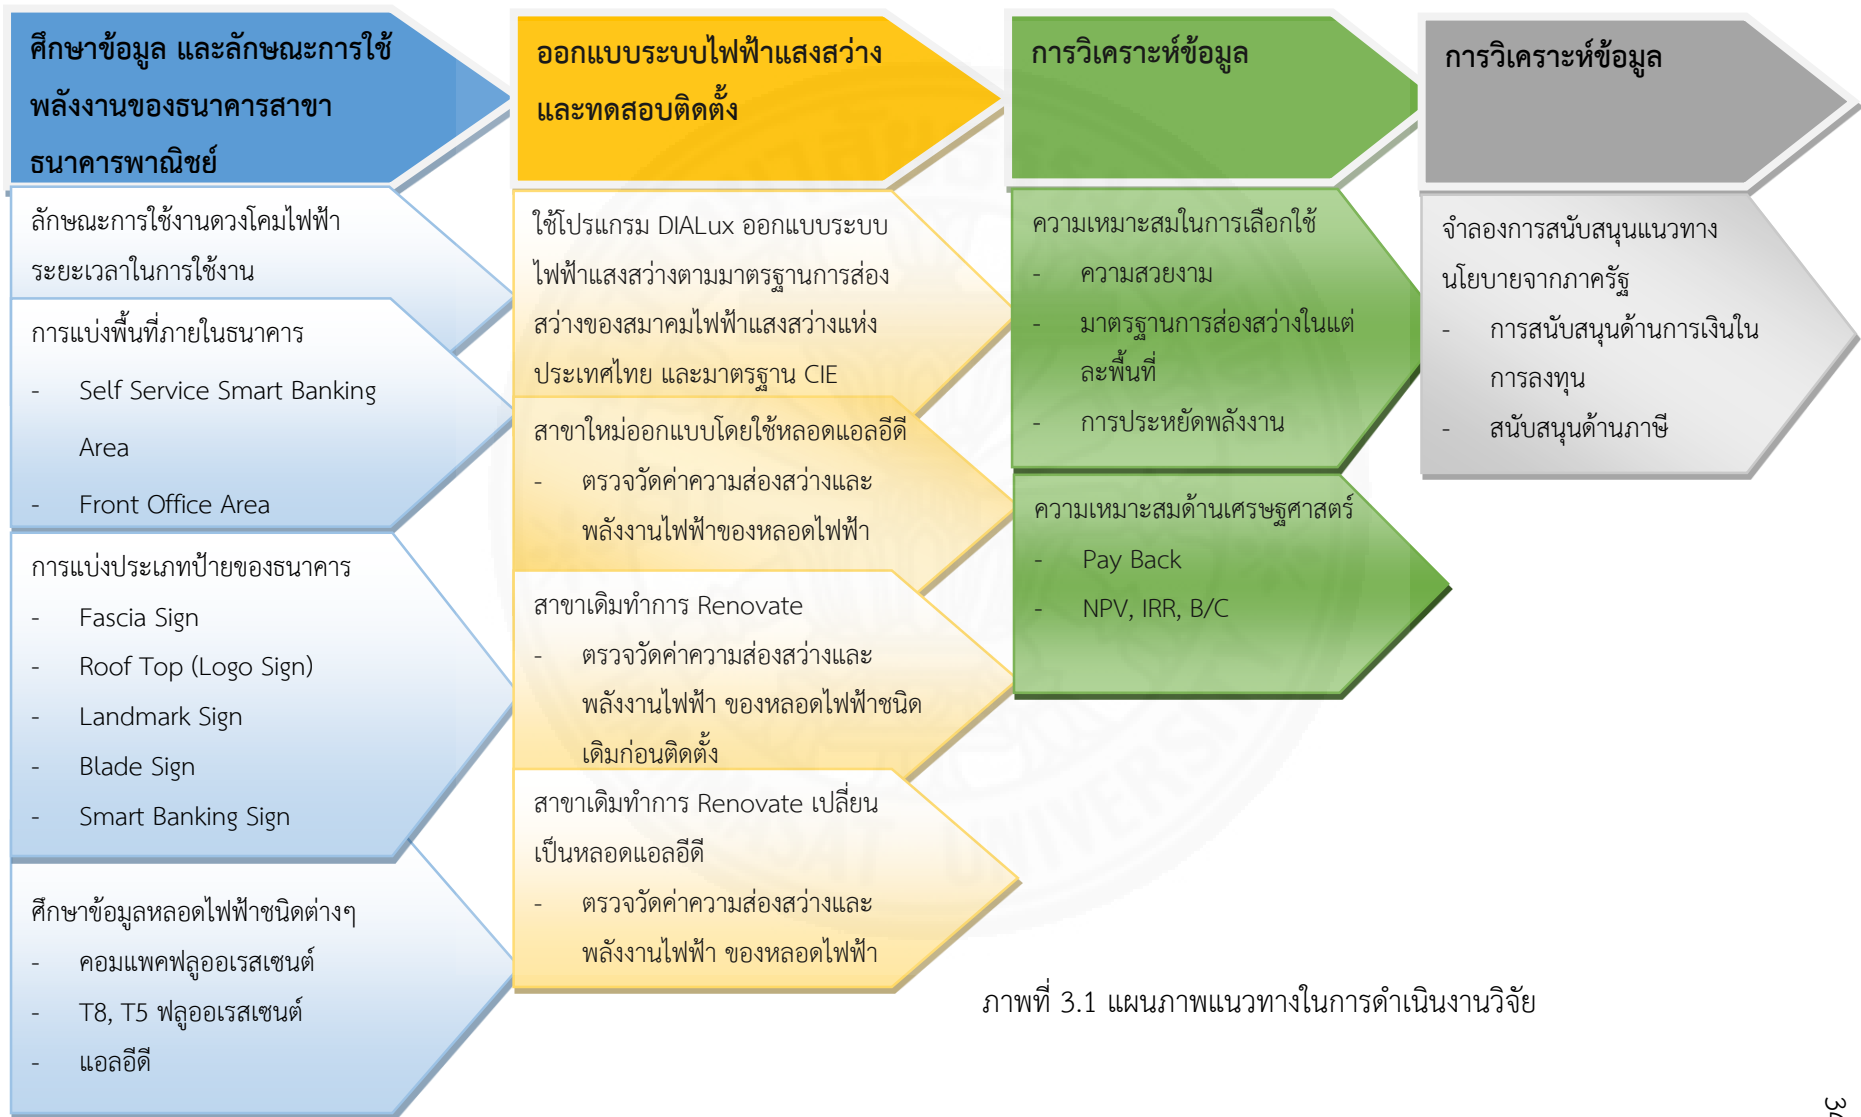 ศึกษาข้อมูล และลักษณะการใช้
พลังงานของธนาคารสาขา
ธนาคารพาณิชย์
ลักษณะการใช้งานดวงโคมไฟฟ้า
ระยะเวลาในการใช้งาน
การแบ่งพื้นที่ภายในธนาคาร
- Self Service Smart Banking
Area
- Front Office Area
การแบ่งประเภทป้ายของธนาคาร
- Fascia Sign
- Roof Top (Logo Sign)
- Landmark Sign
- Blade Sign
- Smart Banking Sign
ศึกษาข้อมูลหลอดไฟฟ้าชนิดต่างๆ
- คอมแพคฟลูออเรสเซนต์
- T8, T5 ฟลูออเรสเซนต์
- แอลอีดี
ออกแบบระบบไฟฟ้าแสงสว่าง
และทดสอบติดตั้ง
ใช้โปรแกรม DIALux ออกแบบระบบ
ไฟฟ้าแสงสว่างตามมาตรฐานการส่อง
สว่างของสมาคมไฟฟ้าแสงสว่างแห่ง
ประเทศไทย และมาตรฐาน CIE
สาขาใหม่ออกแบบโดยใช้หลอดแอลอีดี
- ตรวจวัดค่าความส่องสว่างและ
พลังงานไฟฟ้าของหลอดไฟฟ้า
สาขาเดิมทำการ Renovate
- ตรวจวัดค่าความส่องสว่างและ
พลังงานไฟฟ้า ของหลอดไฟฟ้าชนิด
เดิมก่อนติดตั้ง
สาขาเดิมทำการ Renovate เปลี่ยน
เป็นหลอดแอลอีดี
- ตรวจวัดค่าความส่องสว่างและ
พลังงานไฟฟ้า ของหลอดไฟฟ้า
การวิเคราะห์ข้อมูล
ความเหมาะสมในการเลือกใช้
- ความสวยงาม
- มาตรฐานการส่องสว่างในแต่
ละพื้นที่
- การประหยัดพลังงาน
ความเหมาะสมด้านเศรษฐศาสตร์
- Pay Back
- NPV, IRR, B/C
การวิเคราะห์ข้อมูล
จำลองการสนับสนุนแนวทาง
นโยบายจากภาครัฐ
- การสนับสนุนด้านการเงินใน
การลงทุน
- สนับสนุนด้านภาษี
ภาพที่ 3.1 แผนภาพแนวทางในการดำเนินงานวิจัย